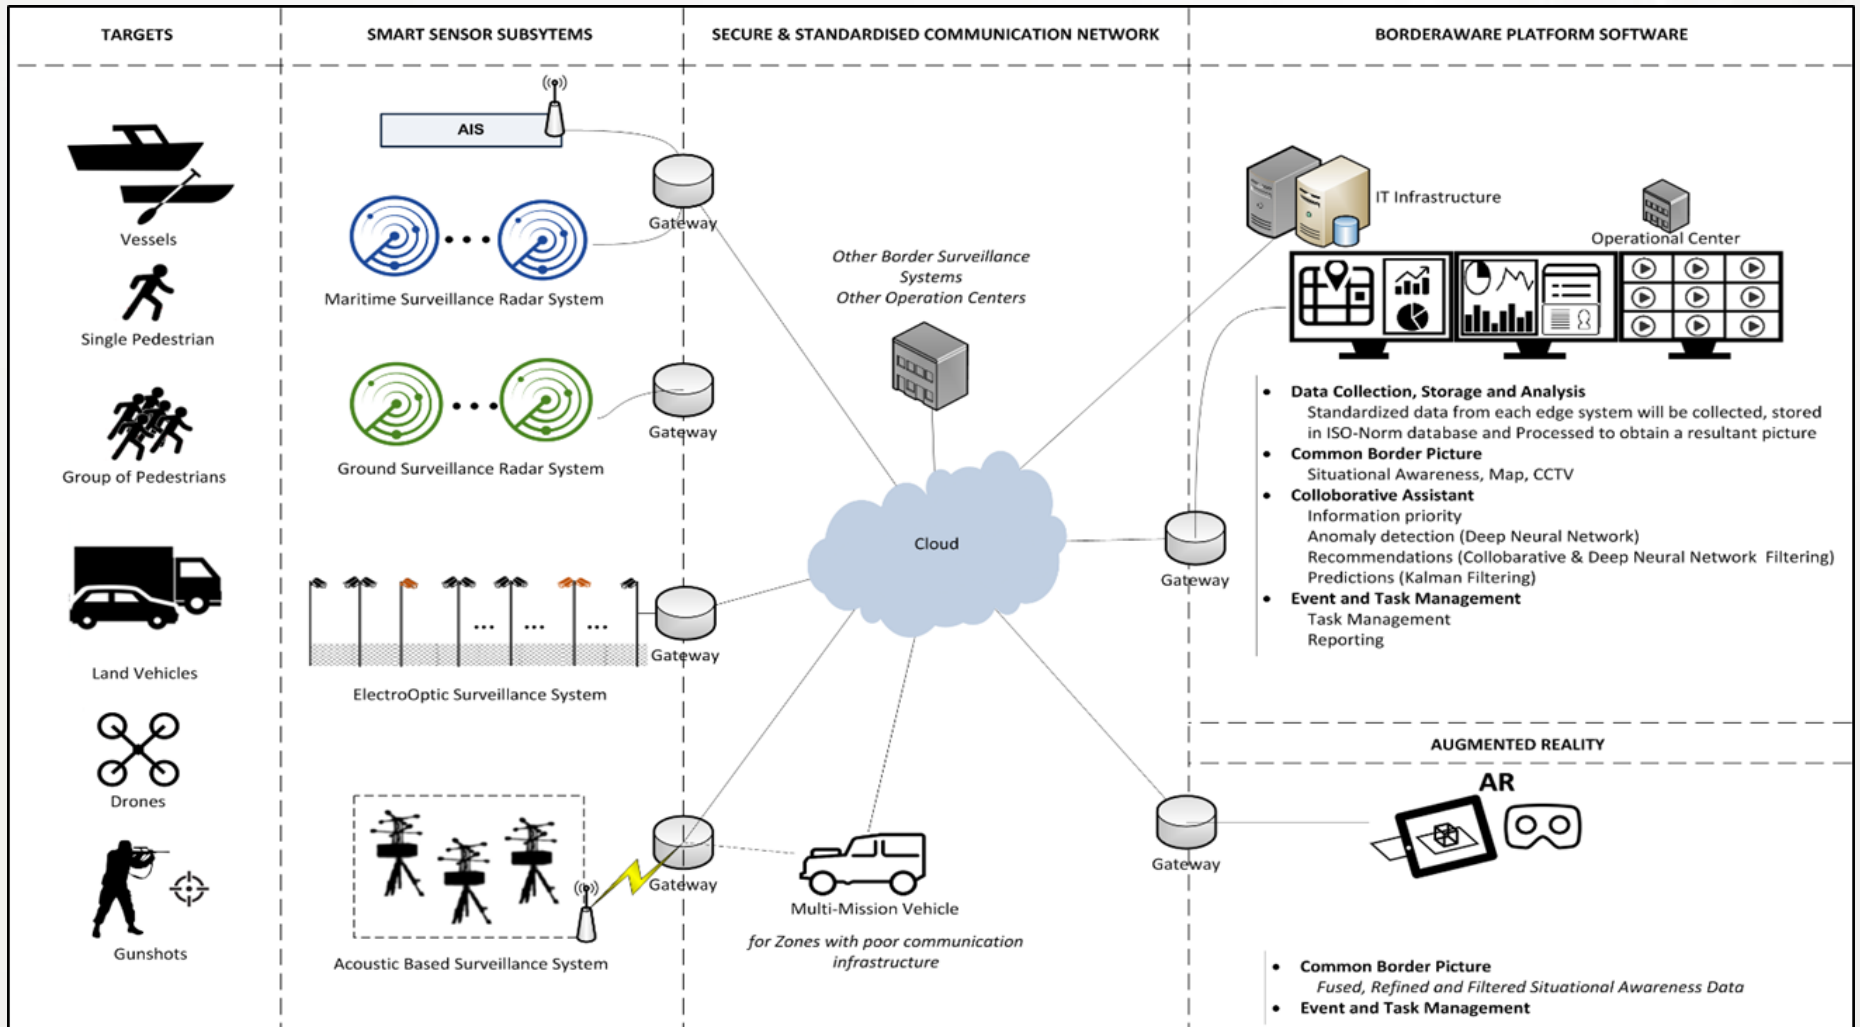 TARGETS
SMART SENSOR SUBSYTEMS
SECURE & STANDARDISED COMMUNICATION NETWORK
BORDERAWARE PLATFORM SOFTWARE
Vessels
Single Pedestrian
Group of Pedestrians
Land Vehicles
Drones
Gunshots
AIS
Gateway
Maritime Surveillance Radar System
Gateway
Ground Surveillance Radar System
Gateway
ElectroOptic Surveillance System
Gateway
Acoustic Based Surveillance System
Other Border Surveillance
Systems
Other Operation Centers
Cloud
Multi-Mission Vehicle
for Zones with poor communication
infrastructure
Gateway
Gateway
IT Infrastructure
Operational Center
• Data Collection, Storage and Analysis
Standardized data from each edge system will be collected, stored
in ISO-Norm database and Processed to obtain a resultant picture
• Common Border Picture
Situational Awareness, Map, CCTV
• Colloborative Assistant
Information priority
Anomaly detection (Deep Neural Network)
Recommendations (Collobarative & Deep Neural Network Filtering)
Predictions (Kalman Filtering)
• Event and Task Management
Task Management
Reporting
AUGMENTED REALITY
AR
• Common Border Picture
Fused, Refined and Filtered Situational Awareness Data
• Event and Task Management